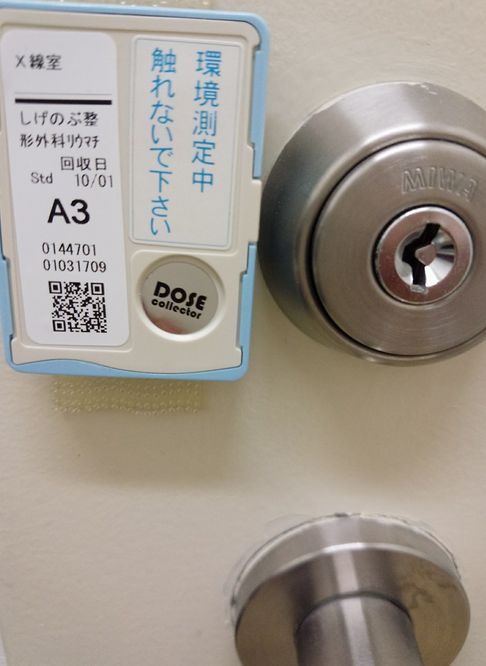 X線室
しげのぶ整
形外科リウマチ
回収日
Std 10/01
A3
0144701
01031709
環境測定中
触れないで下さい
DOSE
collector
MIWA